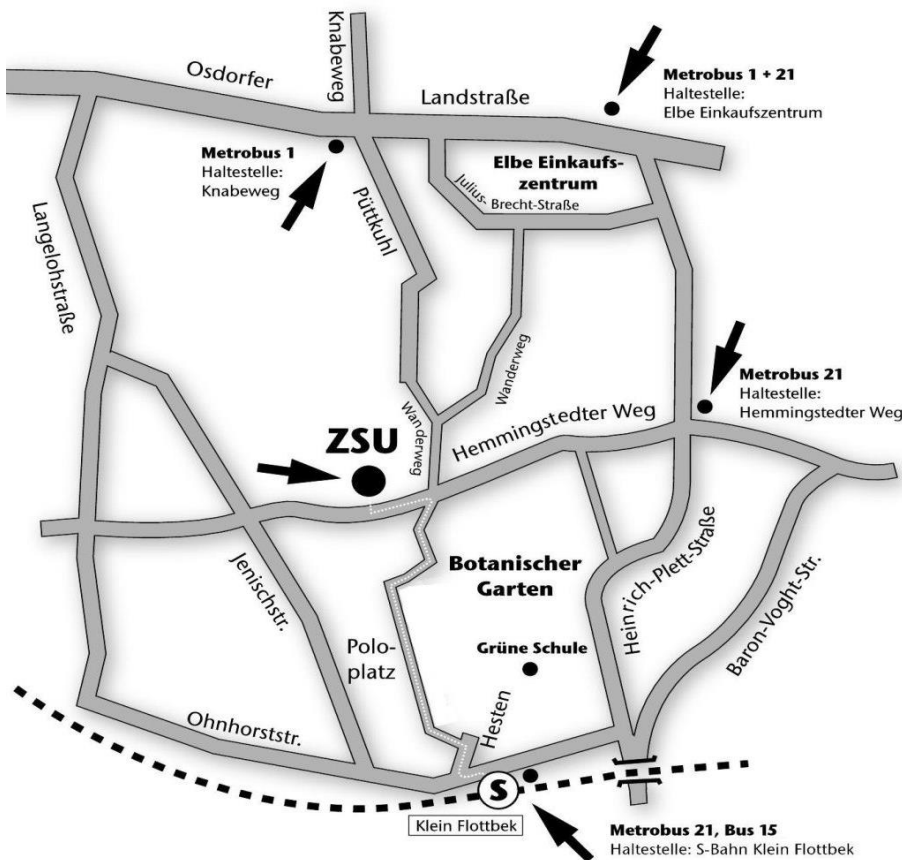 Knabeweg
Osdorfer
Landstraße
Metrobus 1 + 21
Haltestelle:
Elbe Einkaufszentrum
Metrobus 1
Haltestelle:
Knabeweg
Elbe Einkaufs-
zentrum
Julius-
Brecht-Straße
Püttkuhl
Langelohstraße
Wanderweg
Metrobus 21
Haltestelle:
Hemmingstedter Weg
Wanderweg
ZSU
Hemmingstedter Weg
Jenischstr.
Botanischer
Garten
Heinrich-Plett-Straße
Baron-Voght-Str.
Polo-
platz
Grüne Schule
Hesten
Ohnhorststr.
S
Klein Flottbek
Metrobus 21, Bus 15
Haltestelle: S-Bahn Klein Flottbek